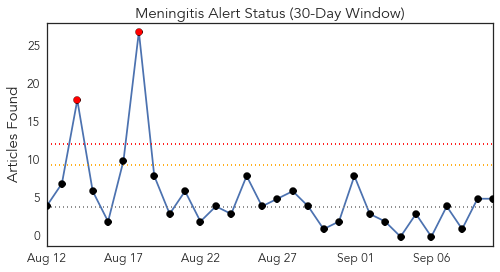 Meningitis Alert Status (30-Day Window)
Articles Found
25
20
15
10
5
0
Aug 12 Aug 17 Aug 22 Aug 27 Sep 01 Sep 06